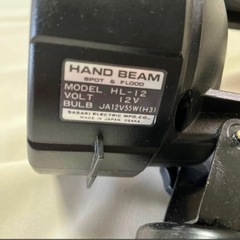 HAND BEAM
SPOT & FLOOD
MODEL HL-12
VOLT 12V
BULB JA12V55W(H3)
SASAKI ELECTRIC MFG.CO.,
MADE IN JAPAN OSAKA